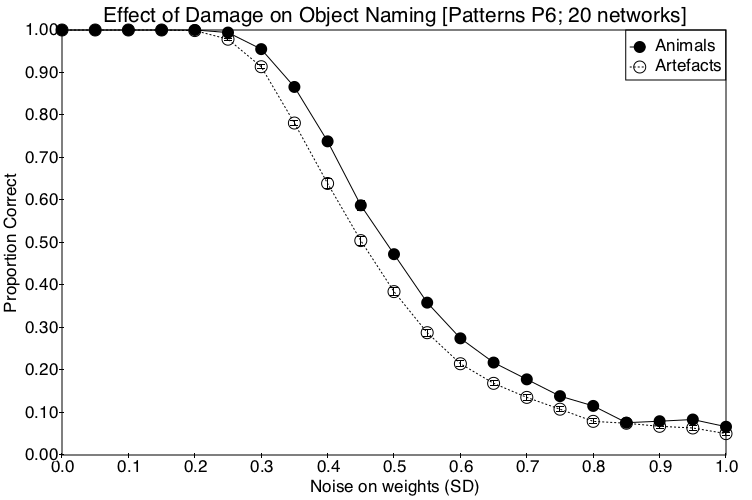 Effect of Damage on Object Naming [Patterns P6; 20 networks]
Animals
Artefacts
Proportion Correct
1.00
0.90
0.80
0.70
0.60
0.50
0.40
0.30
0.20
0.10
0.00
0.0 0.1 0.2 0.3 0.4 0.5 0.6 0.7 0.8 0.9 1.0
Noise on weights (SD)